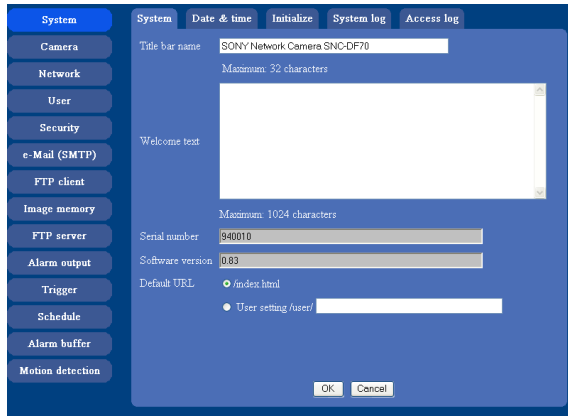 System
Camera
Network
User
Security
e-Mail (SMTP)
FTP client
Image memory
FTP server
Alarm output
Trigger
Schedule
Alarm buffer
Motion detection
System Date & time Initialize System log Access log
Title bar name SONY Network Camera SNC-DF70
Maximum: 32 characters
Welcome text
Maximum: 1024 characters
Serial number 940010
Software version 0.83
Default URL /index html
User setting /user/
OK Cancel